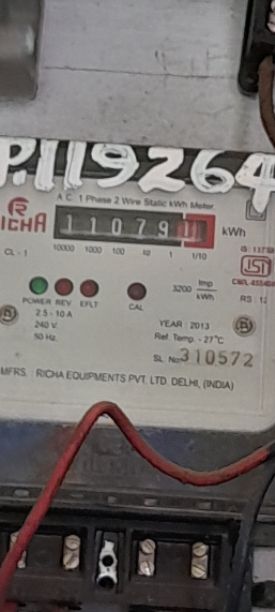 P.119264
A.C. 1 Phase 2 Wire Static kWh Meter
RICHA
11079
kWh
10000 1000 100 10 1 1/10
CL - 1
3200 Imp/kWh
POWER REV. EFLT
CAL
2.5 - 10 A
240 V.
50 Hz.
YEARS : 2013
Ref. Temp. - 27°C
SL. No. 310572
MFRS. : RICHA EQUIPMENTS PVT. LTD. DELHI, (INDIA)